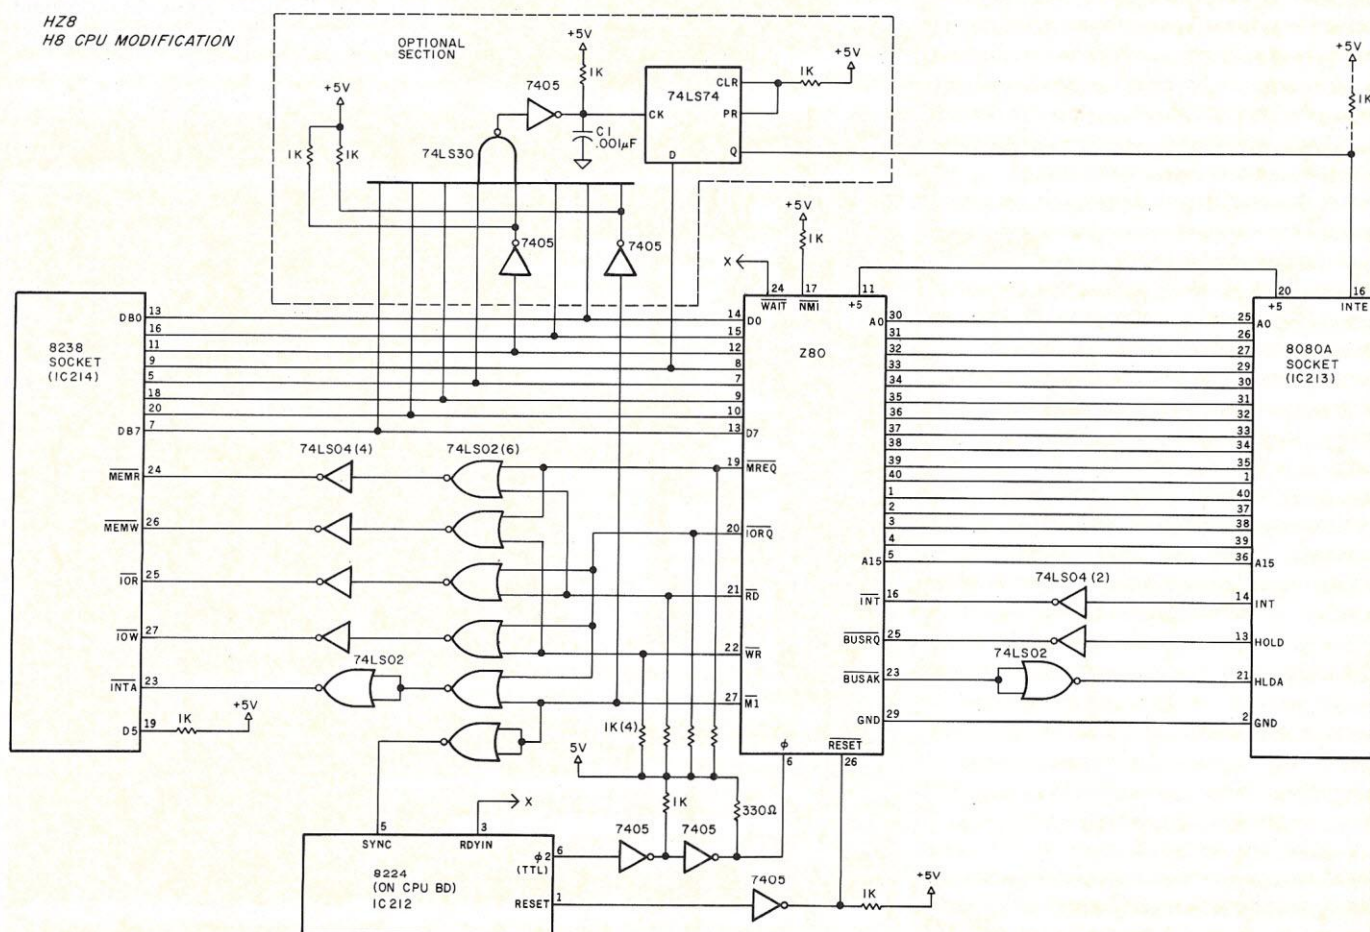 HZ8
H8 CPU MODIFICATION
OPTIONAL
SECTION
+5V
1K
7405
C1
.001µF
74LS74
CLR
PR
CK
D
Q
1K
+5V
+5V
1K
+5V
1K
1K
74LS30
7405
7405
+5V
1K
X
24
WAIT
17
NMI
11
+5
20
+5
16
INTE
8238
SOCKET
(IC214)
DB0
13
16
11
9
5
18
20
DB7
7
MEMR
24
MEMW
26
IOR
25
IOW
27
INTA
23
D5
19
1K
+5V
74LS04(4)
74LS02(6)
74LS02
Z80
14
D0
15
12
8
7
9
10
13
D7
19
MREQ
20
IORQ
21
RD
22
WR
27
M1
A0
30
31
32
33
34
35
36
37
38
39
40
1
2
3
4
A15
5
INT
16
BUSRQ
25
BUSAK
23
GND
29
φ
6
RESET
26
74LS04(2)
74LS02
8080A
SOCKET
(IC213)
25
A0
26
27
29
30
31
32
33
34
35
1
40
37
38
39
36
A15
14
INT
13
HOLD
21
HLDA
2
GND
1K(4)
5V
1K
330Ω
7405
7405
7405
1K
+5V
X
5
SYNC
3
RDYIN
φ2
(TTL)
6
RESET
1
8224
(ON CPU BD)
IC212